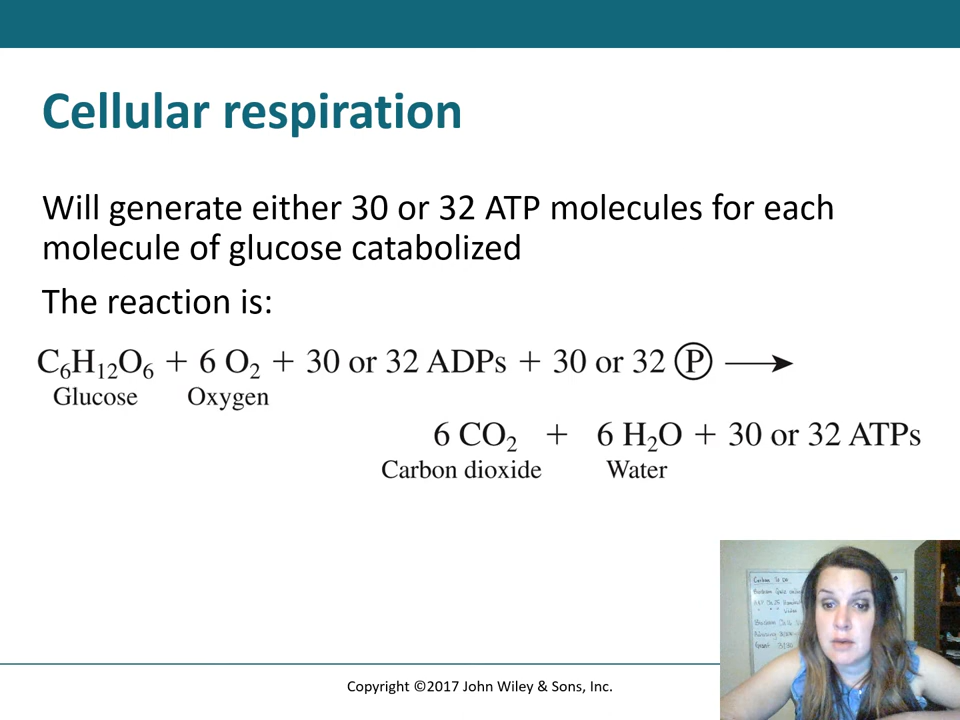 Cellular respiration
Will generate either 30 or 32 ATP molecules for each
molecule of glucose catabolized
The reaction is:
C₆H₁₂O₆ + 6 O₂ + 30 or 32 ADPs + 30 or 32 Ⓟ ⟶
Glucose Oxygen
6 CO₂ + 6 H₂O + 30 or 32 ATPs
Carbon dioxide Water
Copyright ©2017 John Wiley & Sons, Inc.